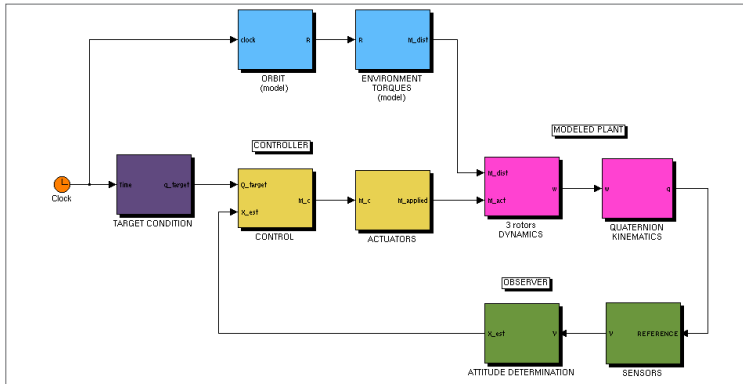 clock
R
R
M_dist
ORBIT
(model)
ENVIRONMENT
TORQUES
(model)
CONTROLLER
MODELED PLANT
Clock
Time
q_target
TARGET CONDITION
Q_target
X_est
M_c
CONTROL
M_c
M_applied
ACTUATORS
M_dist
M_act
w
3 rotors
DYNAMICS
w
q
QUATERNION
KINEMATICS
OBSERVER
X_est
V
ATTITUDE DETERMINATION
V
REFERENCE
SENSORS